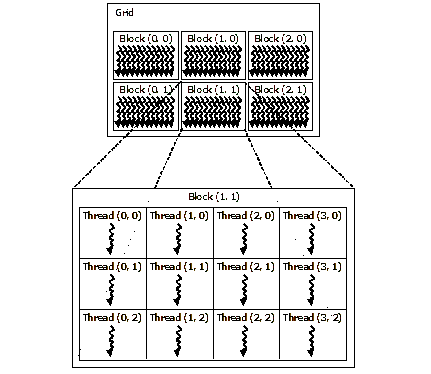 Grid
Block (0, 0) Block (1, 0) Block (2, 0)
Block (0, 1) Block (1, 1) Block (2, 1)
Block (1, 1)
Thread (0, 0) Thread (1, 0) Thread (2, 0) Thread (3, 0)
Thread (0, 1) Thread (1, 1) Thread (2, 1) Thread (3, 1)
Thread (0, 2) Thread (1, 2) Thread (2, 2) Thread (3, 2)